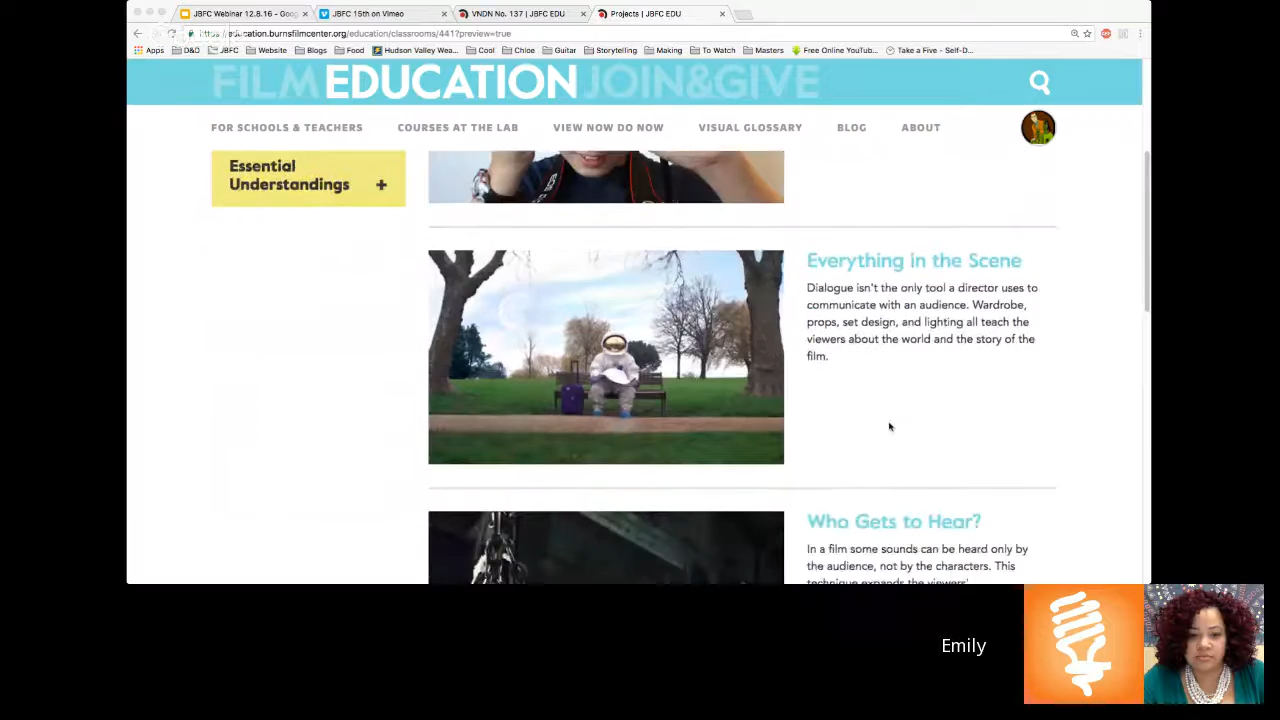 JBFC Webinar 12.8.16 - Goog
JBFC 15th on Vimeo
VNDN No. 137 | JBFC EDU
Projects | JBFC EDU
https://education.burnsfilmcenter.org/education/classrooms/441?preview=true
Apps D&D JBFC Website Blogs Food Hudson Valley Wea... Cool Chloe Guitar Storytelling Making To Watch Masters Free Online YouTub... Take a Five - Self-D...
FILM EDUCATION JOIN&GIVE
FOR SCHOOLS & TEACHERS COURSES AT THE LAB VIEW NOW DO NOW VISUAL GLOSSARY BLOG ABOUT
Essential
Understandings +
Everything in the Scene
Dialogue isn't the only tool a director uses to
communicate with an audience. Wardrobe,
props, set design, and lighting all teach the
viewers about the world and the story of the
film.
Who Gets to Hear?
In a film some sounds can be heard only by
the audience, not by the characters. This
technique expands the viewers'
Emily